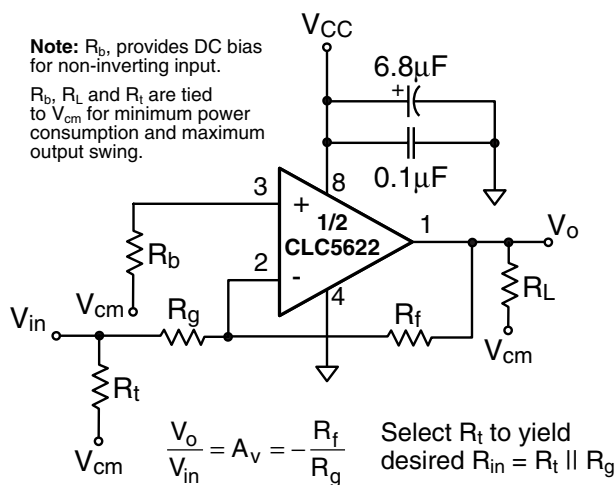 Note: Rb, provides DC bias
for non-inverting input.
Rb, RL and Rt are tied
to Vcm for minimum power
consumption and maximum
output swing.
VCC
6.8µF
+
0.1µF
8
3
+
1/2
CLC5622
1
Vo
2
-
4
Rb
Vcm
Vin
Rg
Rf
RL
Vcm
Rt
Vcm
Vo/Vin = Av = -Rf/Rg
Select Rt to yield
desired Rin = Rt || Rg